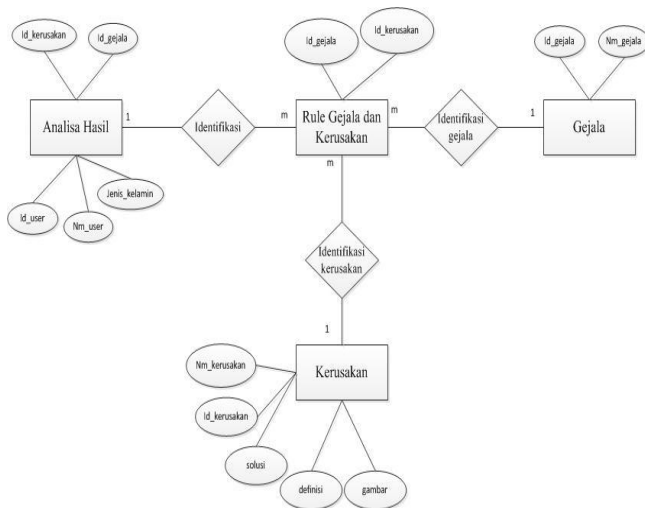 Id_kerusakan
Id_gejala
Id_gejala
Id_kerusakan
Id_gejala
Nm_gejala
Analisa Hasil
1
Identifikasi
m
Rule Gejala dan
Kerusakan
m
Identifikasi
gejala
1
Gejala
m
Jenis_kelamin
Id_user
Nm_user
Identifikasi
kerusakan
1
Kerusakan
Nm_kerusakan
Id_kerusakan
solusi
definisi
gambar